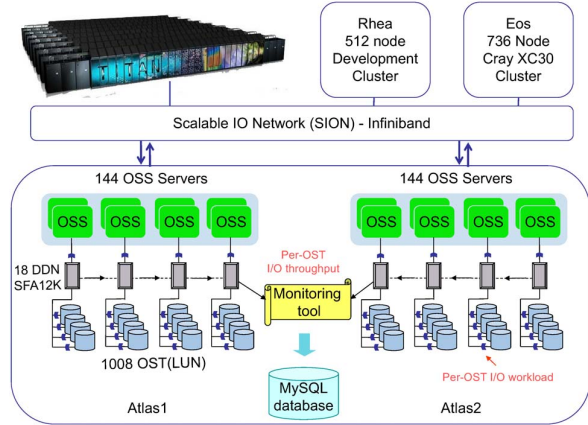 TITAN
Rhea
512 node
Development
Cluster
Eos
736 Node
Cray XC30
Cluster
Scalable IO Network (SION) - Infiniband
144 OSS Servers
144 OSS Servers
OSS
OSS
OSS
OSS
OSS
OSS
OSS
OSS
18 DDN
SFA12K
Per-OST
I/O throughput
Monitoring
tool
1008 OST(LUN)
Per-OST I/O workload
MySQL
database
Atlas1
Atlas2